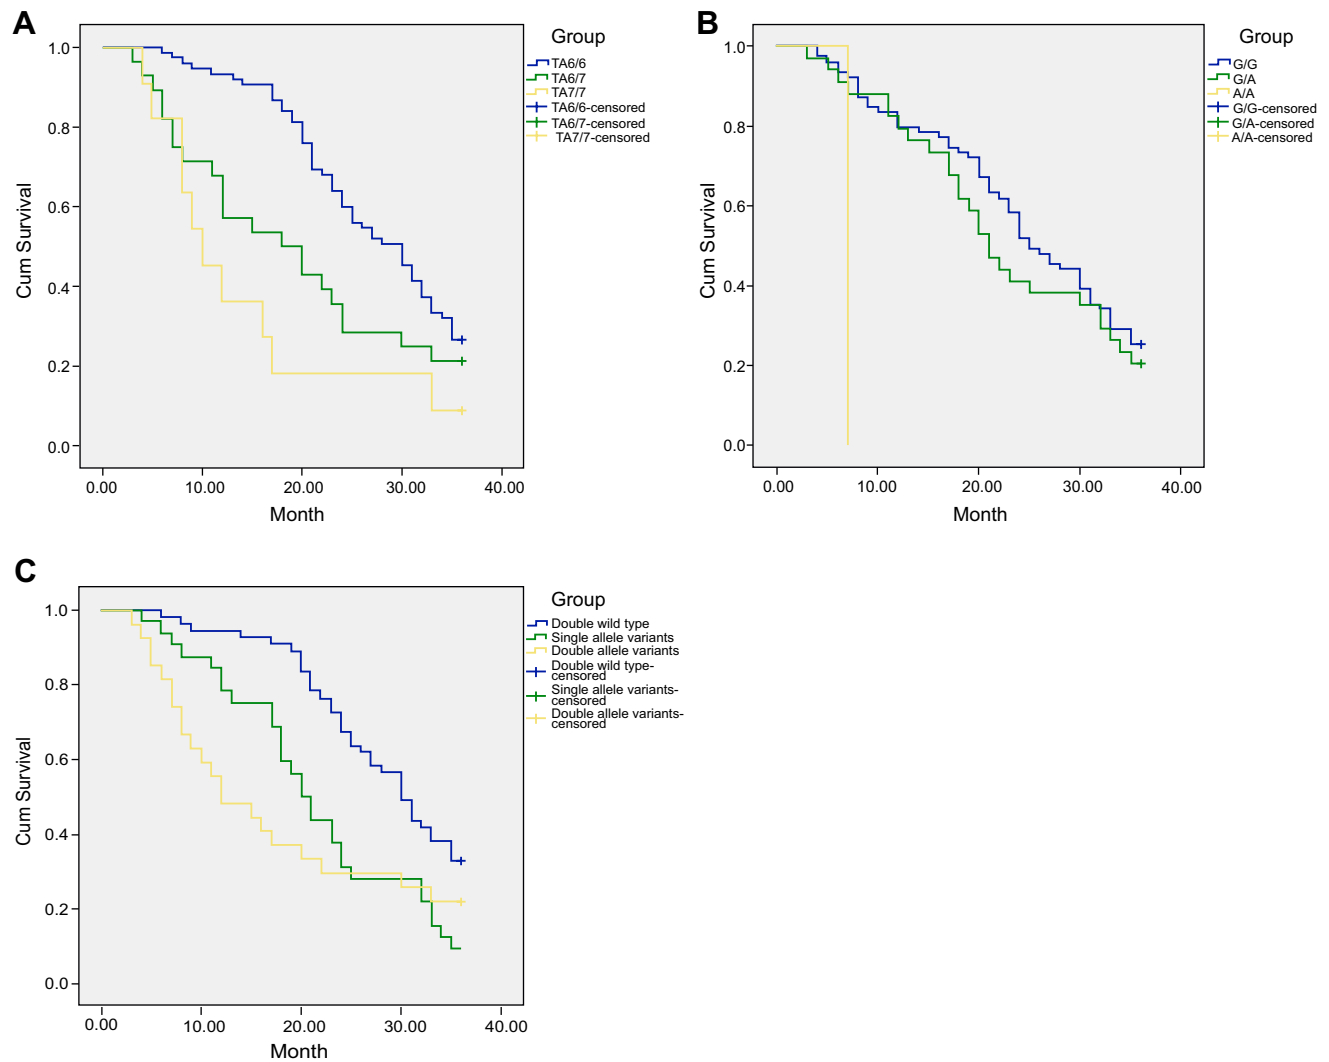 A
Group
TA6/6
TA6/7
TA7/7
TA6/6-censored
TA6/7-censored
TA7/7-censored
1.0
0.8
0.6
0.4
0.2
0.0
Cum Survival
0.00 10.00 20.00 30.00 40.00
Month
B
Group
G/G
G/A
A/A
G/G-censored
G/A-censored
A/A-censored
1.0
0.8
0.6
0.4
0.2
0.0
Cum Survival
0.00 10.00 20.00 30.00 40.00
Month
C
Group
Double wild type
Single allele variants
Double allele variants
Double wild type-
censored
Single allele variants-
censored
Double allele variants-
censored
1.0
0.8
0.6
0.4
0.2
0.0
Cum Survival
0.00 10.00 20.00 30.00 40.00
Month